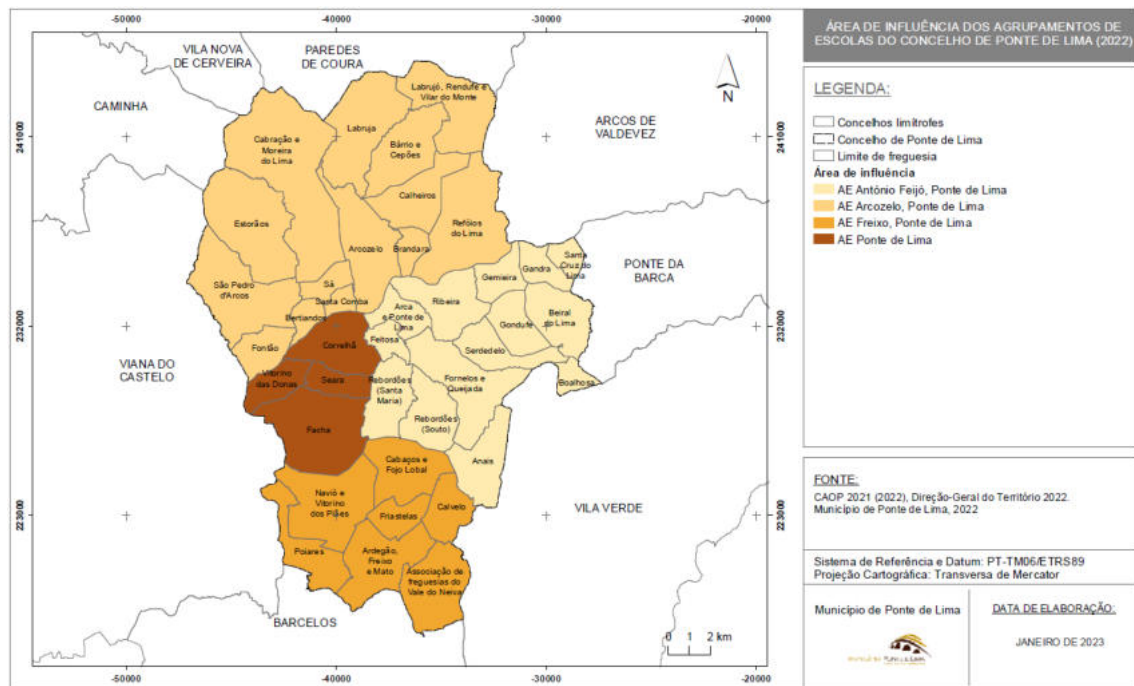 -50000 -40000 -30000 -20000
VILA NOVA
DE CERVEIRA
PAREDES
DE COURA
CAMINHA
ARCOS DE
VALDEVEZ
PONTE DA
BARCA
VIANA DO
CASTELO
VILA VERDE
BARCELOS
241000
232000
223000
241000
232000
223000
N
Labrujó, Rendufe e
Vilar do Monte
Labruja
Cabração e
Moreira
do Lima
Bárrio e
Cepões
Calheiros
Estorãos
Refóios
do Lima
Arcozelo
Brandara
São Pedro
d'Arcos
Sá
Santa Comba
Bertiandos
Fontão
Santa
Cruz do
Lima
Gandra
Gemieira
Ribeira
Arca
e Ponte de
Lima
Beiral
do Lima
Gondufe
Feitosa
Serdedelo
Correlhã
Vitorino
das Donas
Seara
Rebordões
(Santa
Maria)
Fornelos e
Queijada
Boalhosa
Rebordões
(Souto)
Facha
Anais
Cabaços e
Fojo Lobal
Navió e
Vitorino
dos Piães
Friastelas
Calvelo
Poiares
Ardegão,
Freixo
e Mato
Associação de
freguesias do
Vale do Neiva
0 1 2 km
-50000 -40000 -30000 -20000
ÁREA DE INFLUÊNCIA DOS AGRUPAMENTOS DE
ESCOLAS DO CONCELHO DE PONTE DE LIMA (2022)
LEGENDA:
Concelhos limítrofes
Concelho de Ponte de Lima
Limite de freguesia
Área de influência
AE António Feijó, Ponte de Lima
AE Arcozelo, Ponte de Lima
AE Freixo, Ponte de Lima
AE Ponte de Lima
FONTE:
CAOP 2021 (2022), Direção-Geral do Território 2022.
Município de Ponte de Lima, 2022
Sistema de Referência e Datum: PT-TM06/ETRS89
Projeção Cartográfica: Transversa de Mercator
Município de Ponte de Lima
DATA DE ELABORAÇÃO:
JANEIRO DE 2023